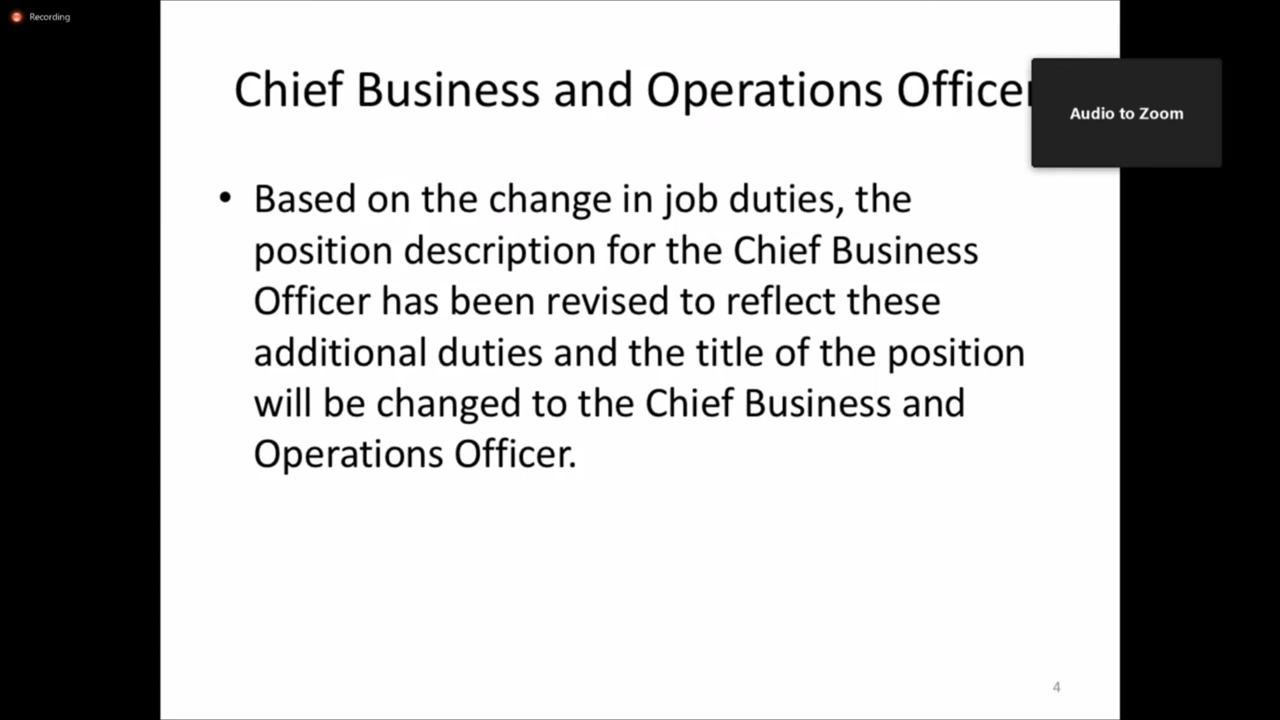 Recording
Chief Business and Operations Officer
Audio to Zoom
• Based on the change in job duties, the
position description for the Chief Business
Officer has been revised to reflect these
additional duties and the title of the position
will be changed to the Chief Business and
Operations Officer.
4